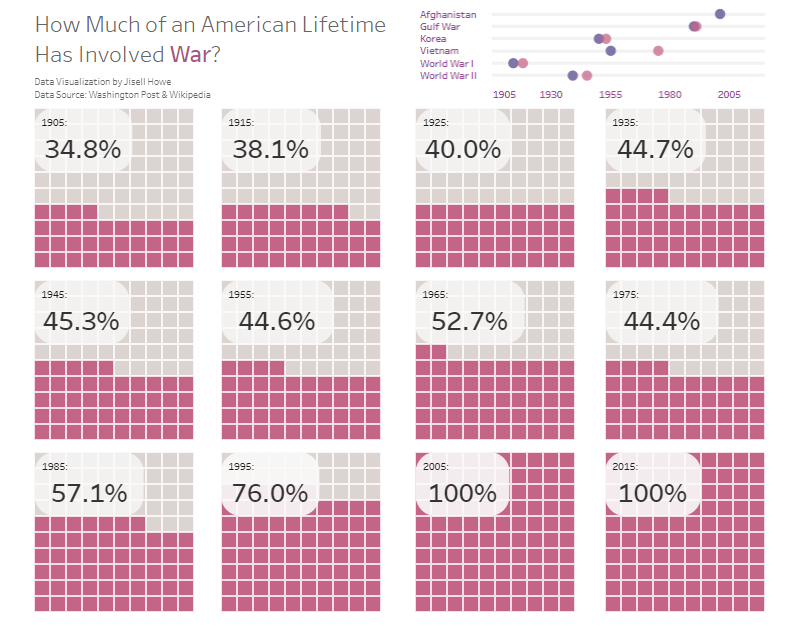 How Much of an American Lifetime
Has Involved War?
Data Visualization by Jisell Howe
Data Source: Washington Post & Wikipedia
Afghanistan
Gulf War
Korea
Vietnam
World War I
World War II
1905 1930 1955 1980 2005
1905:
34.8%
1915:
38.1%
1925:
40.0%
1935:
44.7%
1945:
45.3%
1955:
44.6%
1965:
52.7%
1975:
44.4%
1985:
57.1%
1995:
76.0%
2005:
100%
2015:
100%